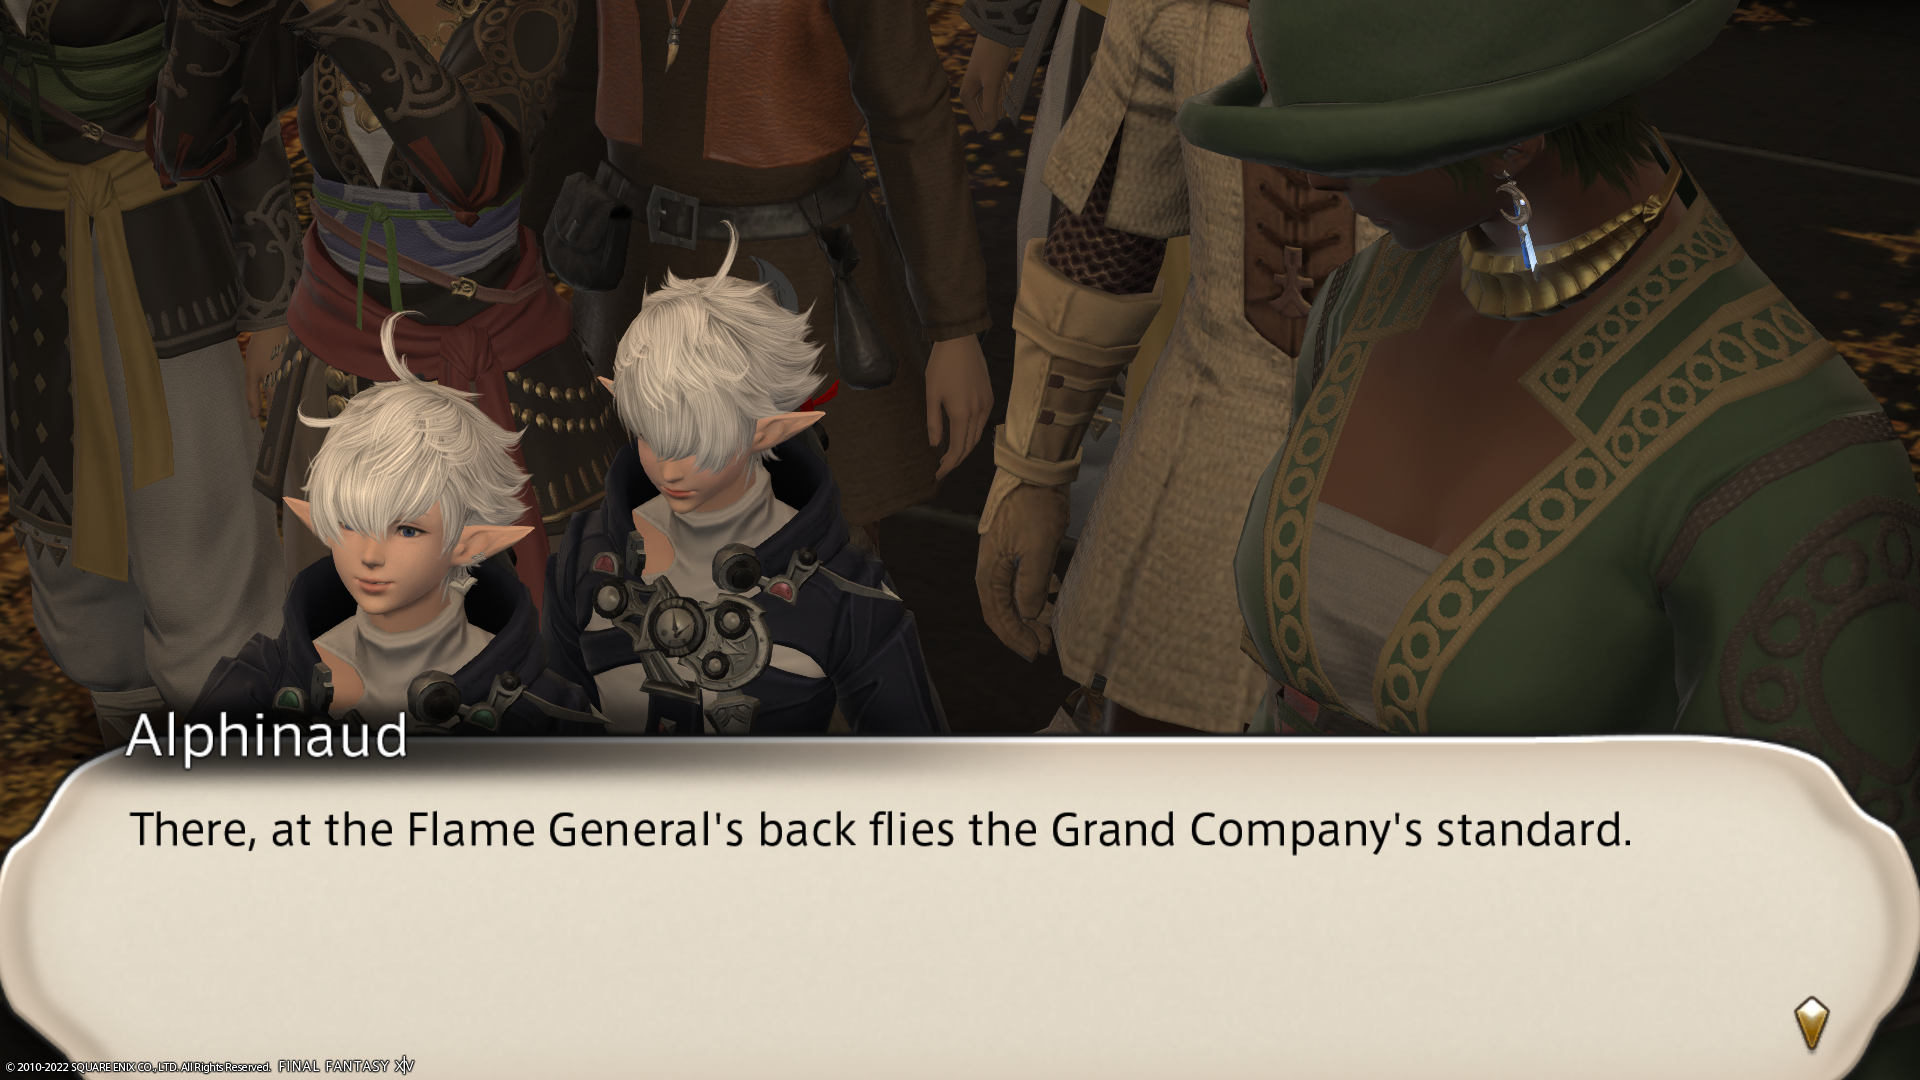 Alphinaud
There, at the Flame General's back flies the Grand Company's standard.
© 2010-2022 SQUARE ENIX CO., LTD. All Rights Reserved. FINAL FANTASY XIV